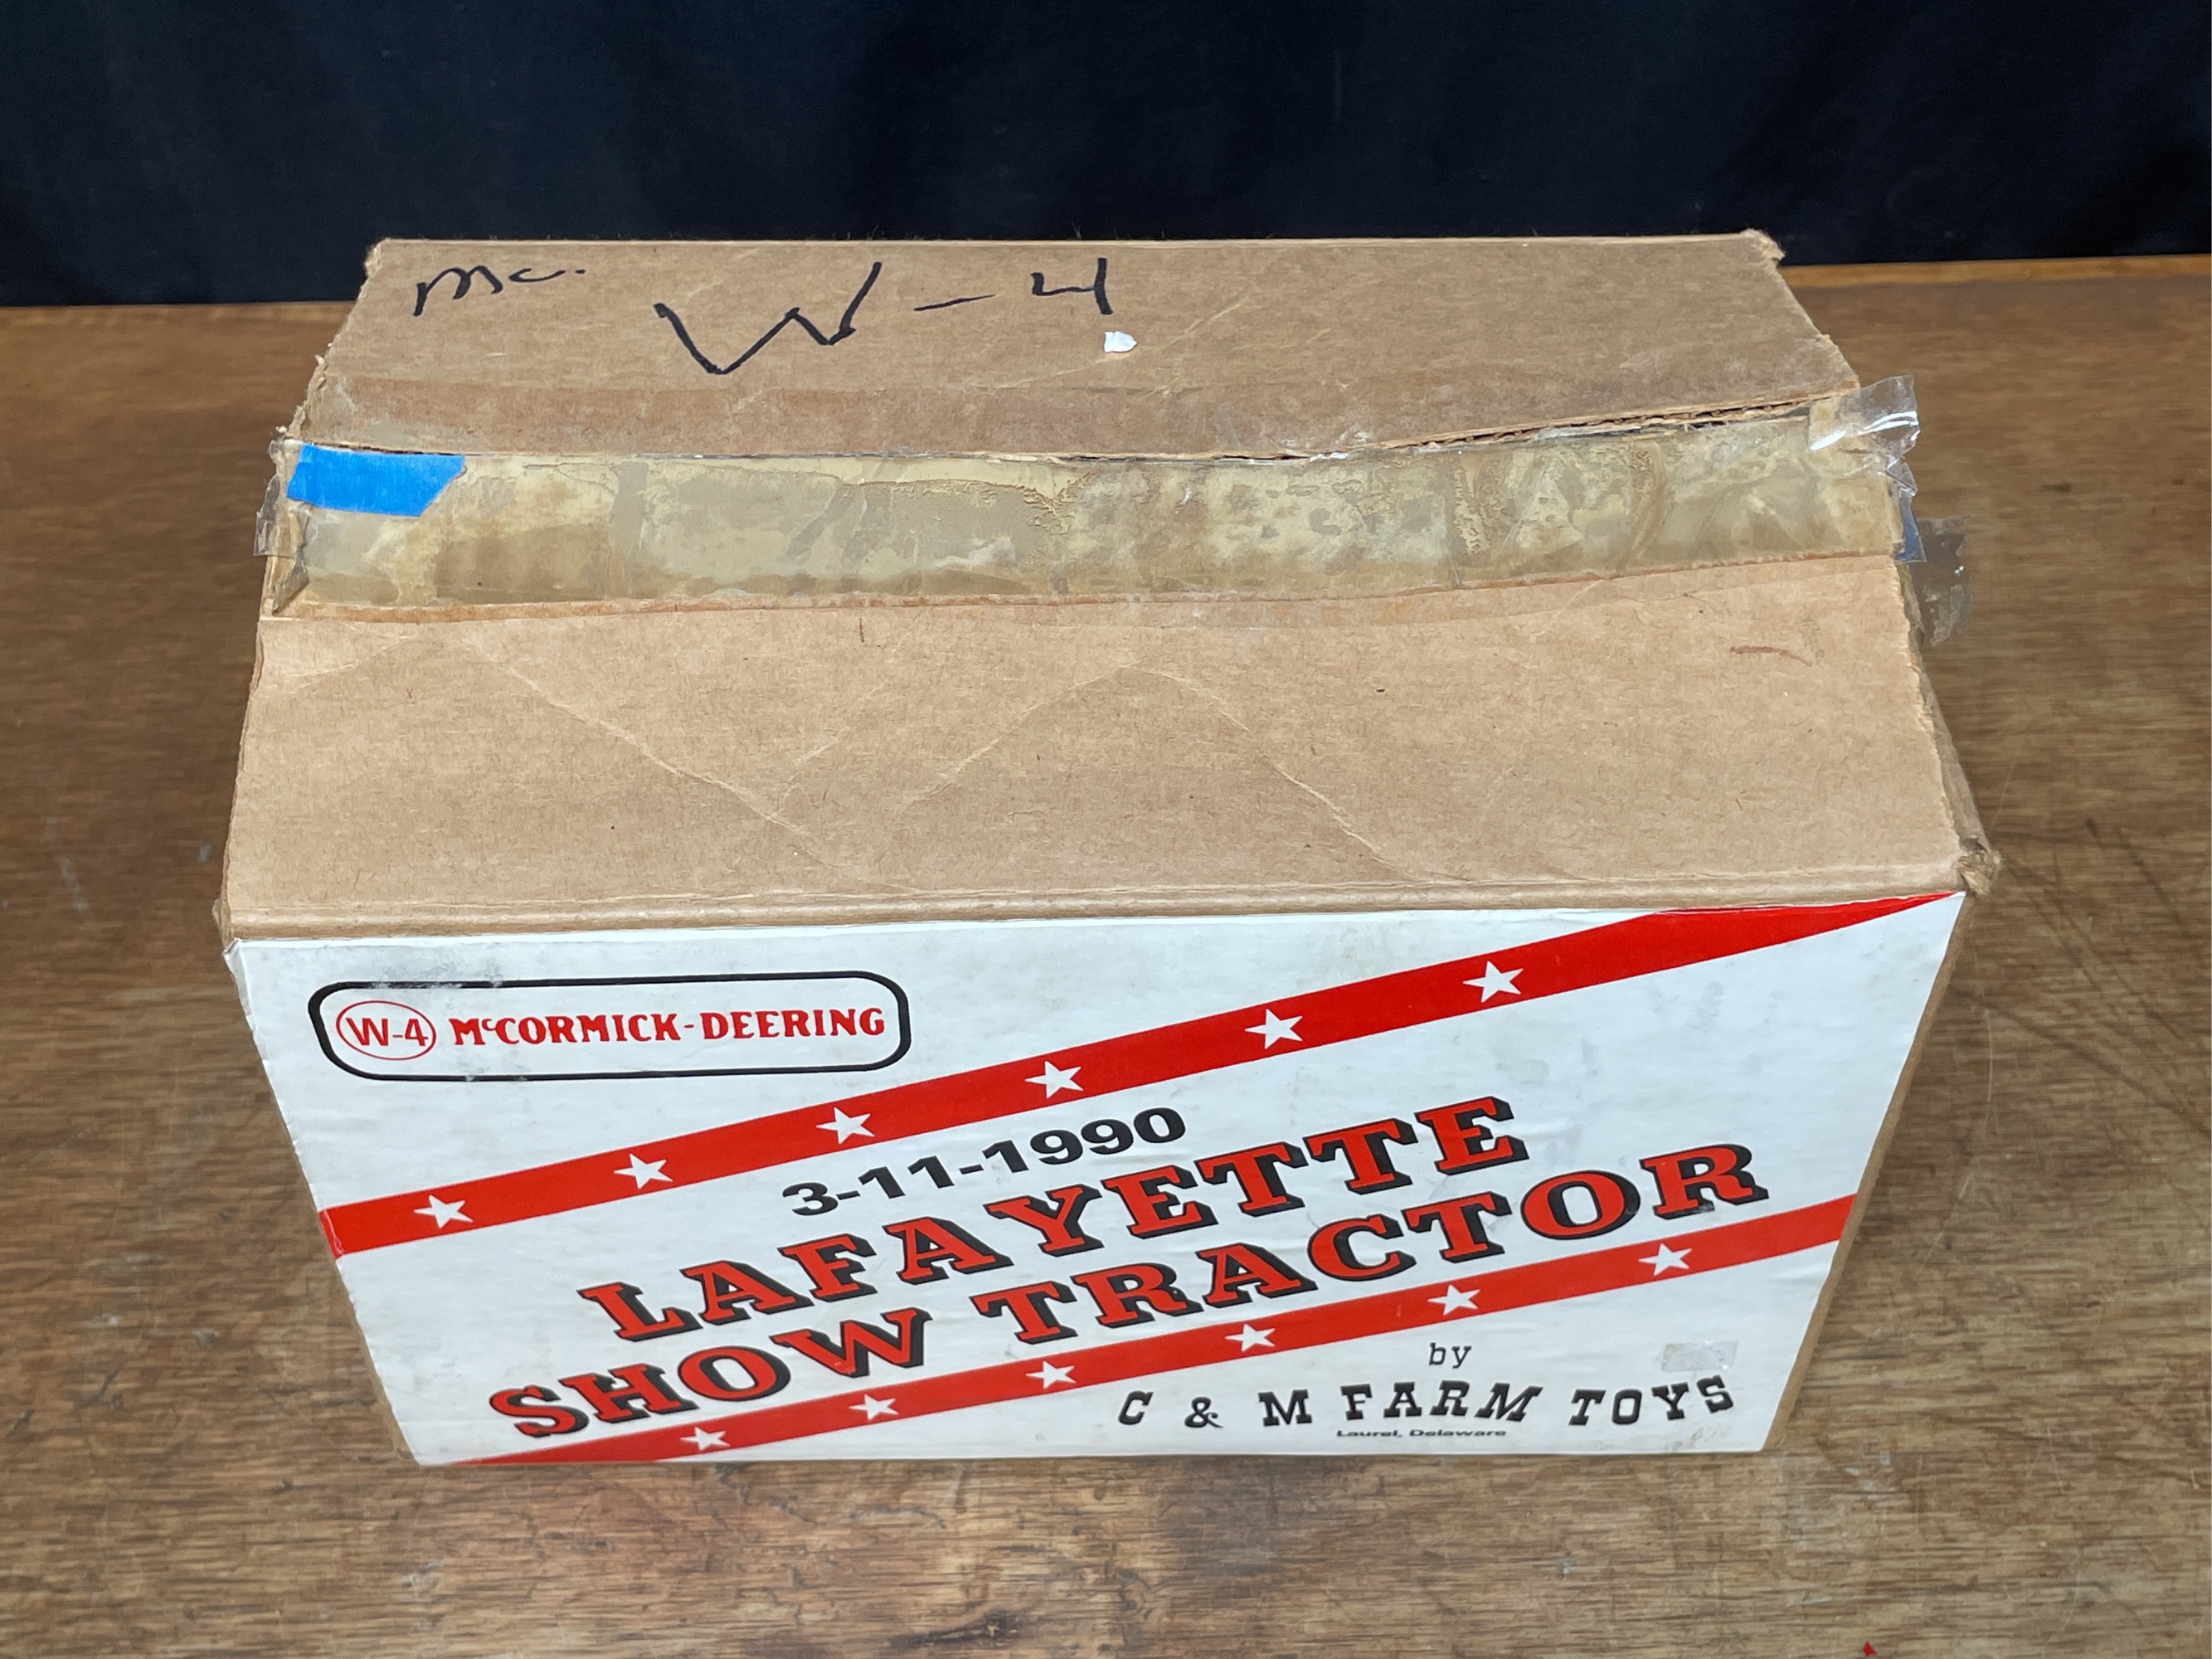 Mc.
W-4
W-4 McCORMICK-DEERING
3-11-1990
LAFAYETTE
SHOW TRACTOR
by
C & M FARM TOYS
Laurel, Delaware